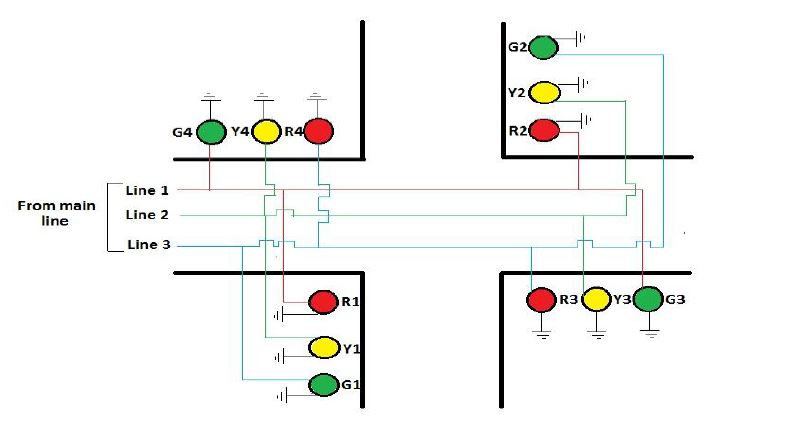 G2
Y2
R2
G4 Y4 R4
From main
line
Line 1
Line 2
Line 3
R1
Y1
G1
R3 Y3 G3